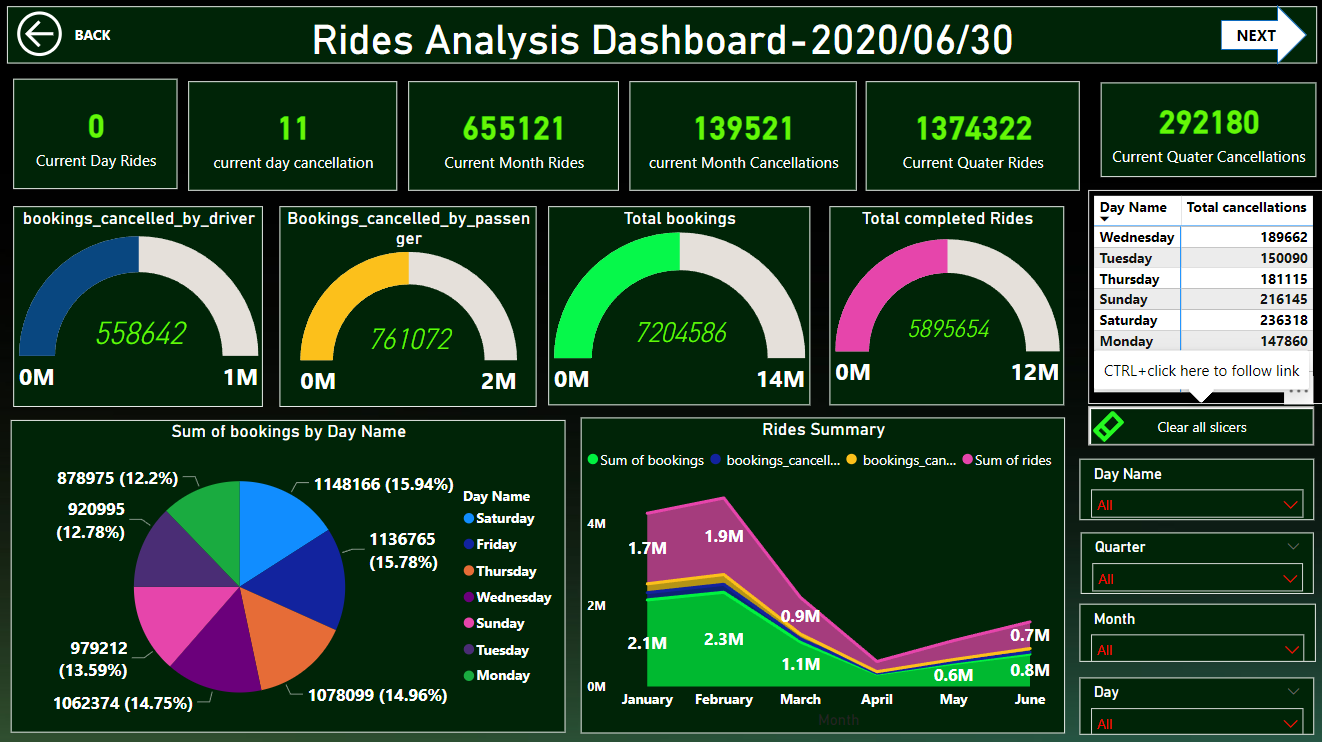 BACK
Rides Analysis Dashboard-2020/06/30
NEXT
0
Current Day Rides
11
current day cancellation
655121
Current Month Rides
139521
current Month Cancellations
1374322
Current Quater Rides
292180
Current Quater Cancellations
bookings_cancelled_by_driver
558642
0M
1M
Bookings_cancelled_by_passen
ger
761072
0M
2M
Total bookings
7204586
0M
14M
Total completed Rides
5895654
0M
12M
Day Name Total cancellations
Wednesday 189662
Tuesday 150090
Thursday 181115
Sunday 216145
Saturday 236318
Monday 147860
CTRL+click here to follow link
Clear all slicers
Day Name
All
Quarter
All
Month
All
Day
All
Sum of bookings by Day Name
1148166 (15.94%)
1136765
(15.78%)
1078099 (14.96%)
1062374 (14.75%)
979212
(13.59%)
920995
(12.78%)
878975 (12.2%)
Day Name
Saturday
Friday
Thursday
Wednesday
Sunday
Tuesday
Monday
Rides Summary
Sum of bookings bookings_cancell... bookings_can... Sum of rides
4M
2M
0M
1.7M
1.9M
0.9M
0.7M
2.1M
2.3M
1.1M
0.6M
0.8M
January February March April May June
Month